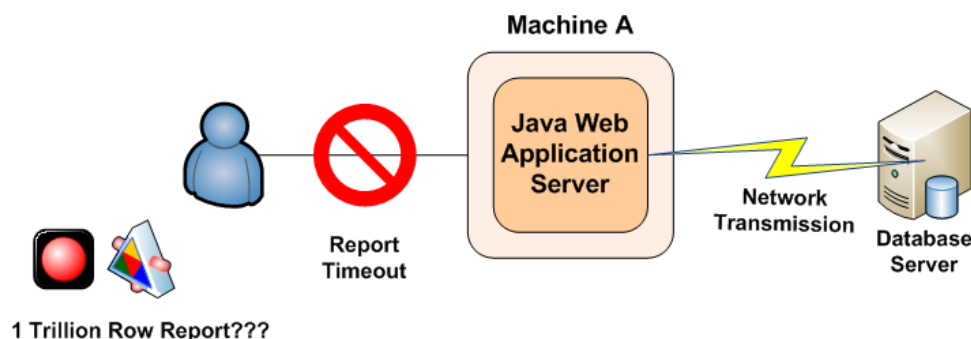 Machine A
Java Web
Application
Server
Report
Timeout
Network
Transmission
Database
Server
1 Trillion Row Report???